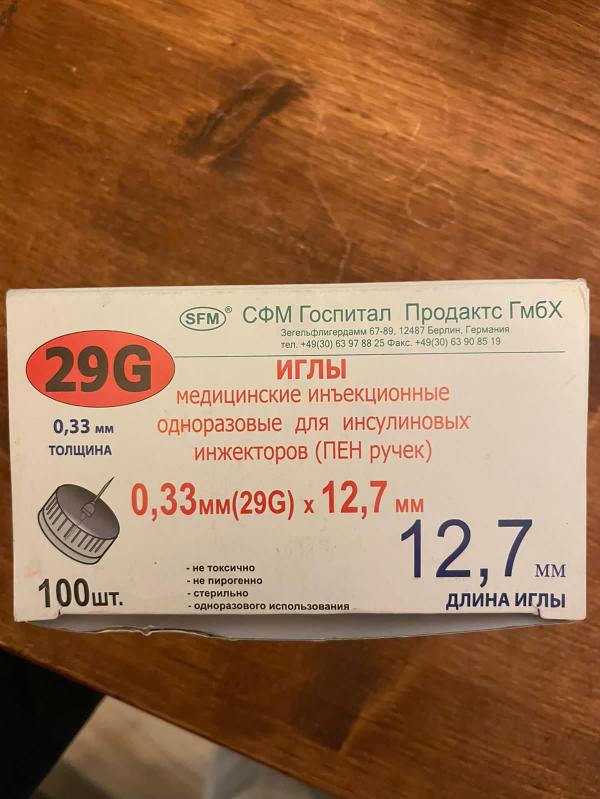 SFM® СФМ Госпитал Продактс ГмбХ
Зегельфлигердамм 67-89, 12487 Берлин, Германия
тел. +49(30) 63 97 88 25 Факс. +49(30) 63 90 85 19
29G
0,33 мм
ТОЛЩИНА
ИГЛЫ
медицинские инъекционные
одноразовые для инсулиновых
инжекторов (ПЕН ручек)
0,33мм(29G) х 12,7 мм
12,7 мм
ДЛИНА ИГЛЫ
100шт.
- не токсично
- не пирогенно
- стерильно
- одноразового использования